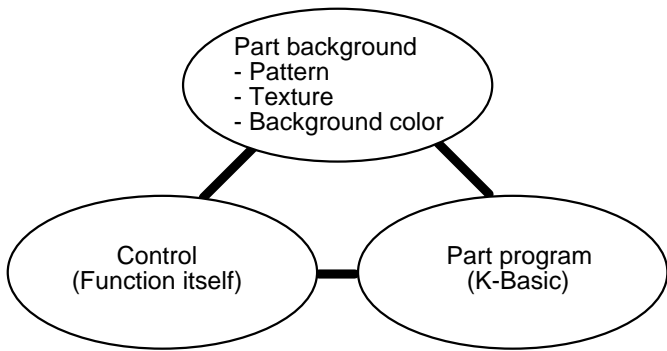 Part background
- Pattern
- Texture
- Background color
Control
(Function itself)
Part program
(K-Basic)